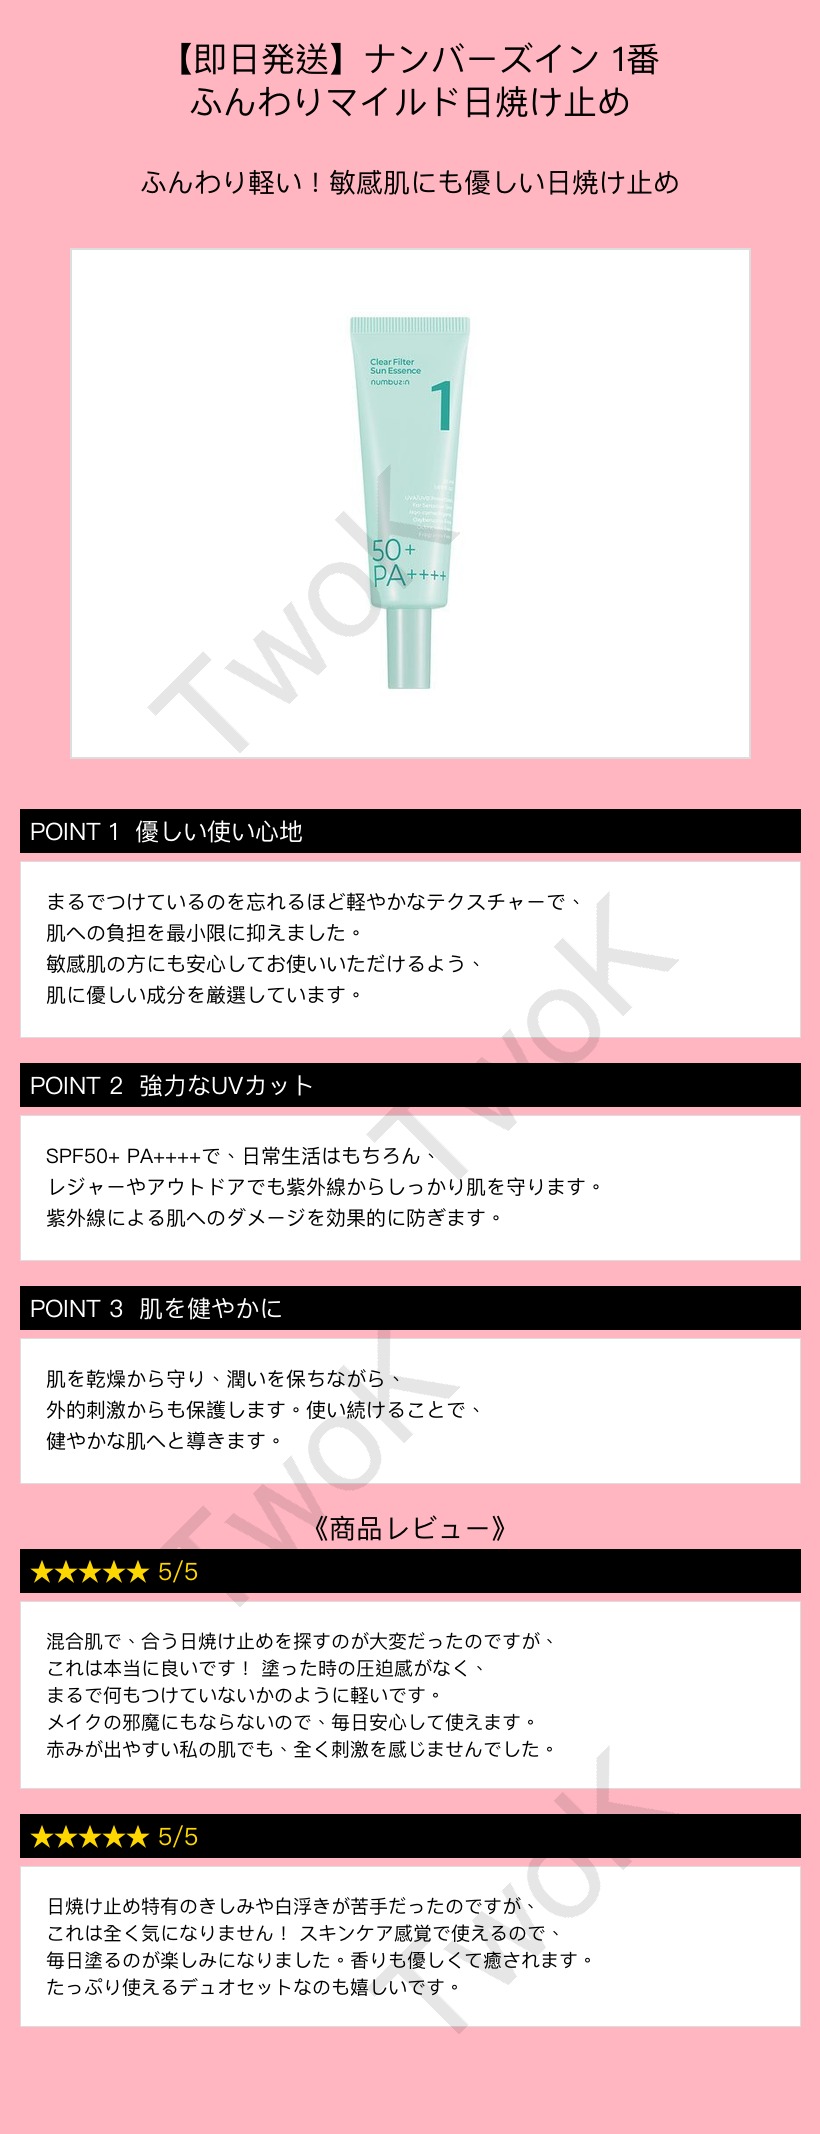 【即日発送】ナンバーズイン 1番
ふんわりマイルド日焼け止め
ふんわり軽い！敏感肌にも優しい日焼け止め
Clear Filter
Sun Essence
numbuz:n
1
50+
PA++++
TwoK
POINT 1 優しい使い心地
まるでつけているのを忘れるほど軽やかなテクスチャーで、
肌への負担を最小限に抑えました。
敏感肌の方にも安心してお使いいただけるよう、
肌に優しい成分を厳選しています。
TwoK
POINT 2 強力なUVカット
SPF50+ PA++++で、日常生活はもちろん、
レジャーやアウトドアでも紫外線からしっかり肌を守ります。
紫外線による肌へのダメージを効果的に防ぎます。
POINT 3 肌を健やかに
肌を乾燥から守り、潤いを保ちながら、
外的刺激からも保護します。使い続けることで、
健やかな肌へと導きます。
TwoK
《商品レビュー》
★★★★★ 5/5
混合肌で、合う日焼け止めを探すのが大変だったのですが、
これは本当に良いです！ 塗った時の圧迫感がなく、
まるで何もつけていないかのように軽いです。
メイクの邪魔にもならないので、毎日安心して使えます。
赤みが出やすい私の肌でも、全く刺激を感じませんでした。
★★★★★ 5/5
日焼け止め特有のきしみや白浮きが苦手だったのですが、
これは全く気になりません！ スキンケア感覚で使えるので、
毎日塗るのが楽しみになりました。香りも優しくて癒されます。
たっぷり使えるデュオセットなのも嬉しいです。
TwoK